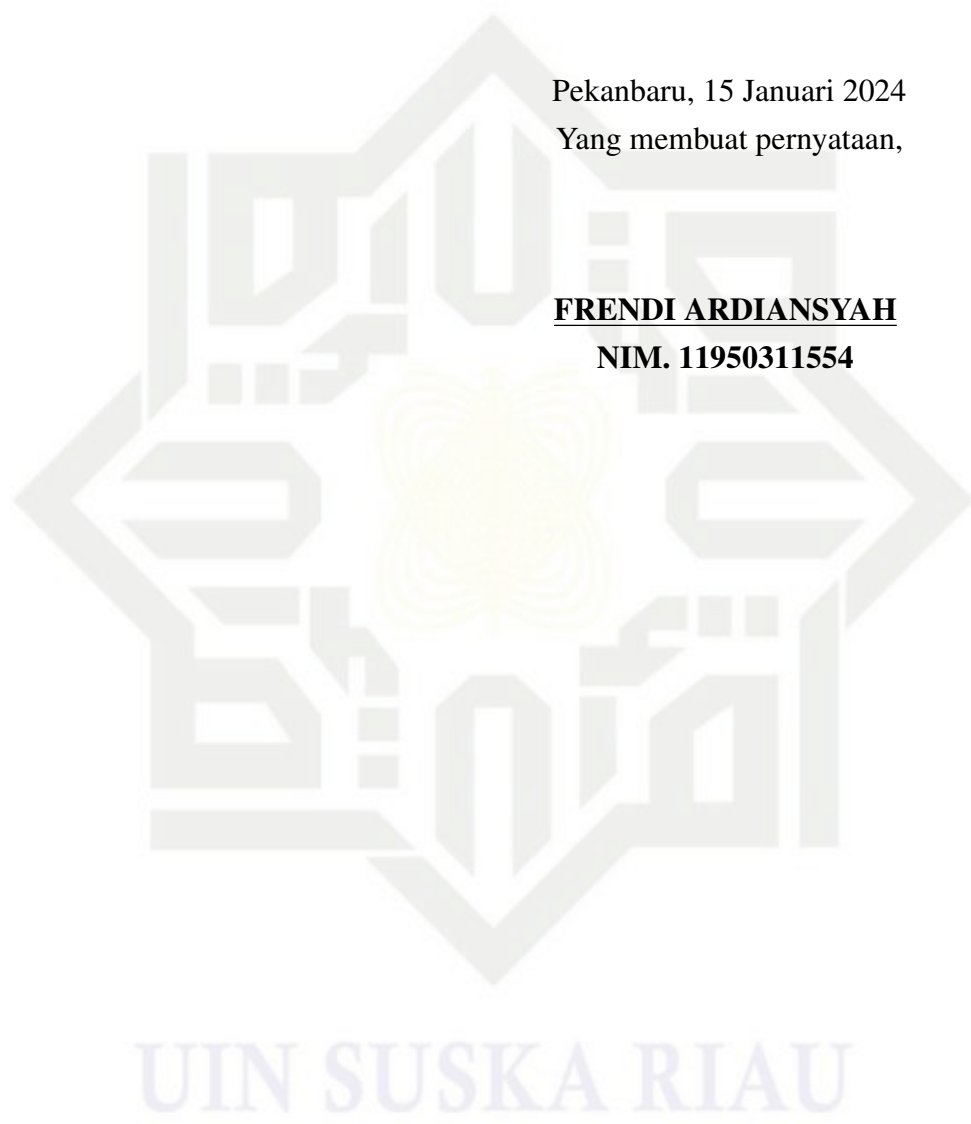 Pekanbaru, 15 Januari 2024
Yang membuat pernyataan,
FRENDI ARDIANSYAH
NIM. 11950311554
UIN SUSKA RIAU